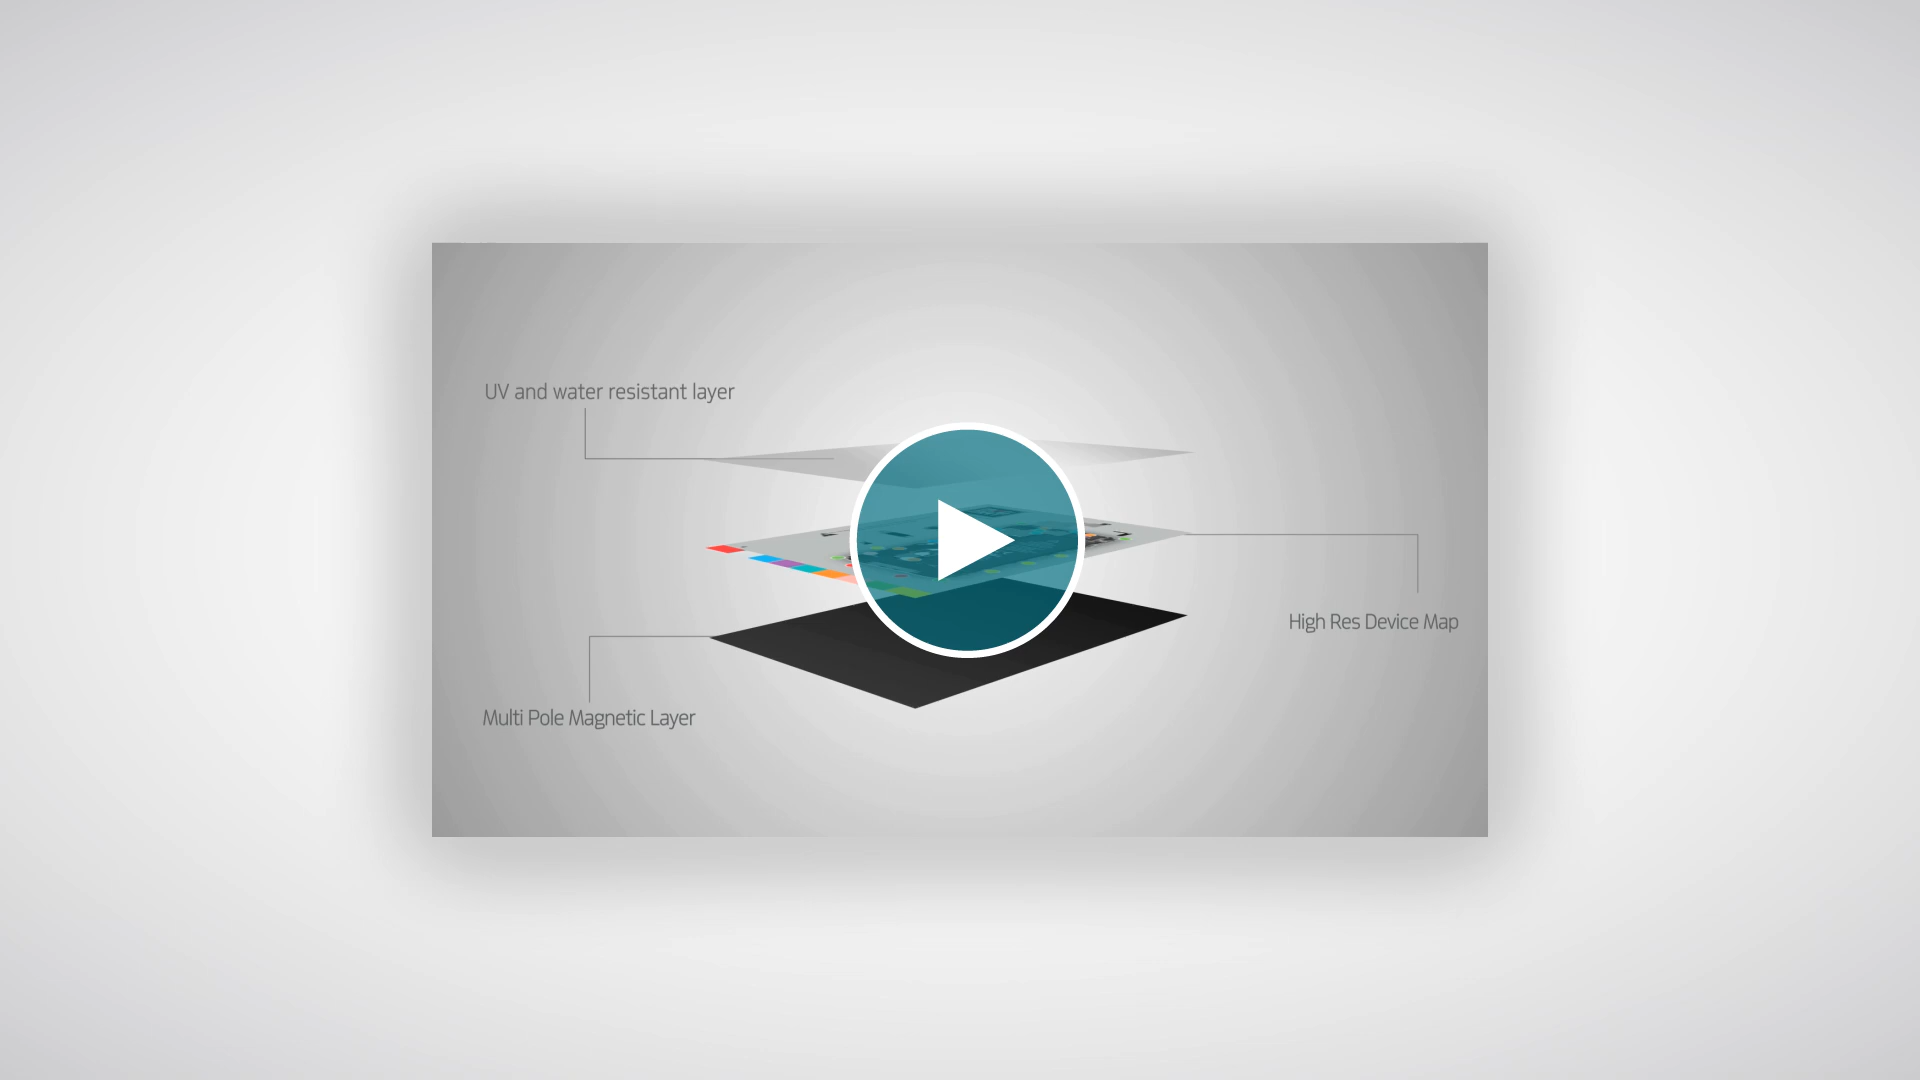 UV and water resistant layer
High Res Device Map
Multi Pole Magnetic Layer